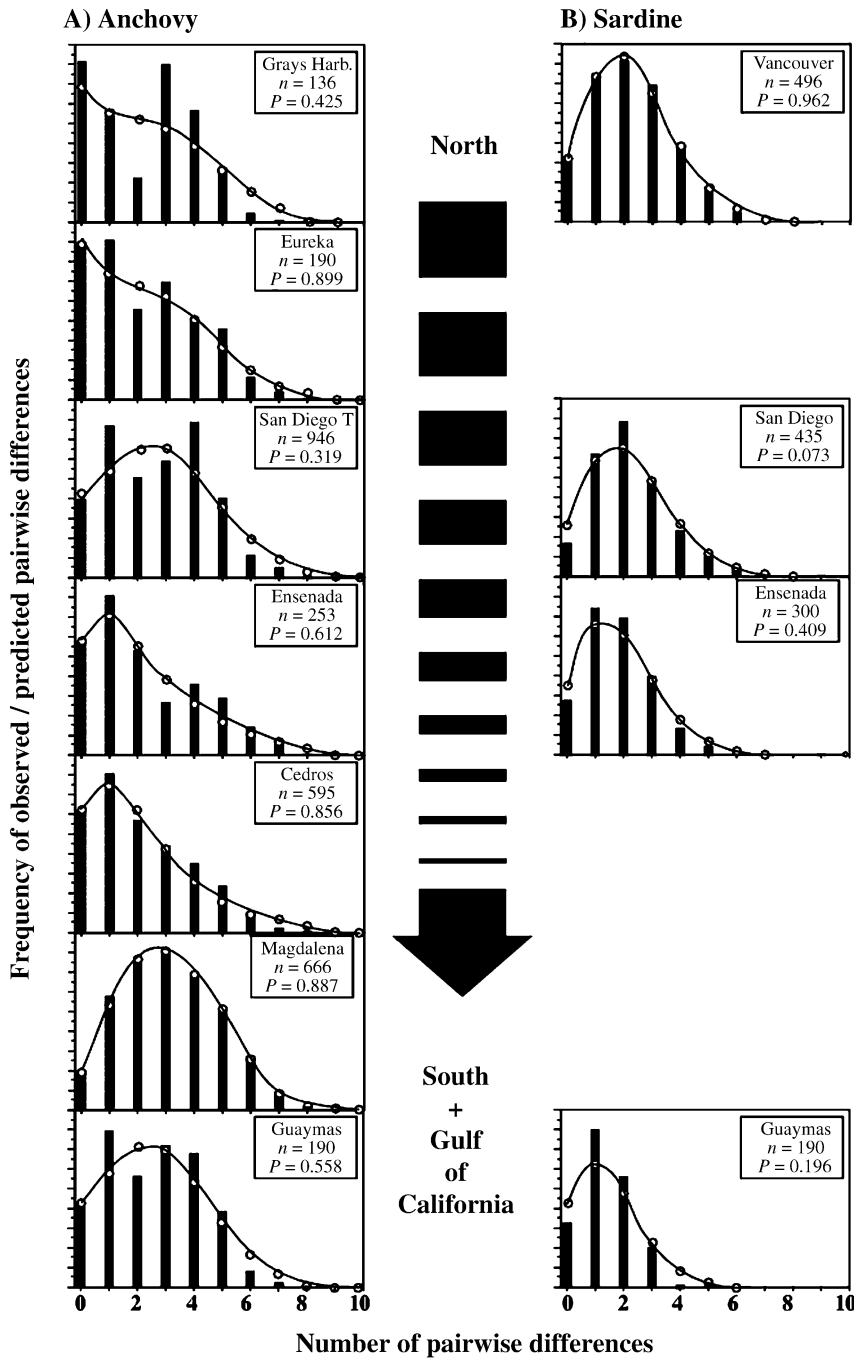 A) Anchovy
B) Sardine
Grays Harb.
n = 136
P = 0.425
Vancouver
n = 496
P = 0.962
North
Eureka
n = 190
P = 0.899
San Diego T
n = 946
P = 0.319
San Diego
n = 435
P = 0.073
Ensenada
n = 253
P = 0.612
Ensenada
n = 300
P = 0.409
Cedros
n = 595
P = 0.856
Magdalena
n = 666
P = 0.887
South
+
Gulf
of
California
Guaymas
n = 190
P = 0.558
Guaymas
n = 190
P = 0.196
0 2 4 6 8 10
0 2 4 6 8 10
Number of pairwise differences
Frequency of observed / predicted pairwise differences